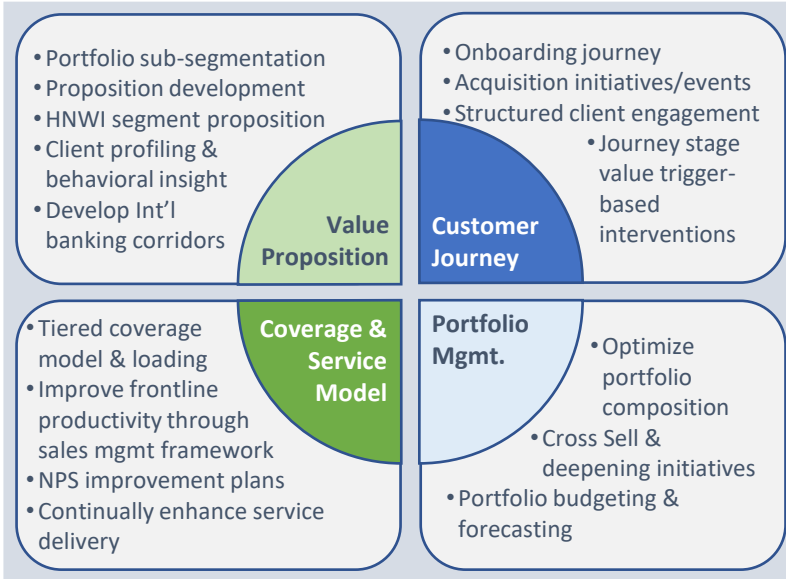 • Portfolio sub-segmentation
• Proposition development
• HNWI segment proposition
• Client profiling &
behavioral insight
• Develop Int'l
banking corridors
Value
Proposition
• Onboarding journey
• Acquisition initiatives/events
• Structured client engagement
• Journey stage
value trigger-
based
interventions
Customer
Journey
• Tiered coverage
model & loading
• Improve frontline
productivity through
sales mgmt framework
• NPS improvement plans
• Continually enhance service
delivery
Coverage &
Service
Model
Portfolio
Mgmt.
• Optimize
portfolio
composition
• Cross Sell &
deepening initiatives
• Portfolio budgeting &
forecasting